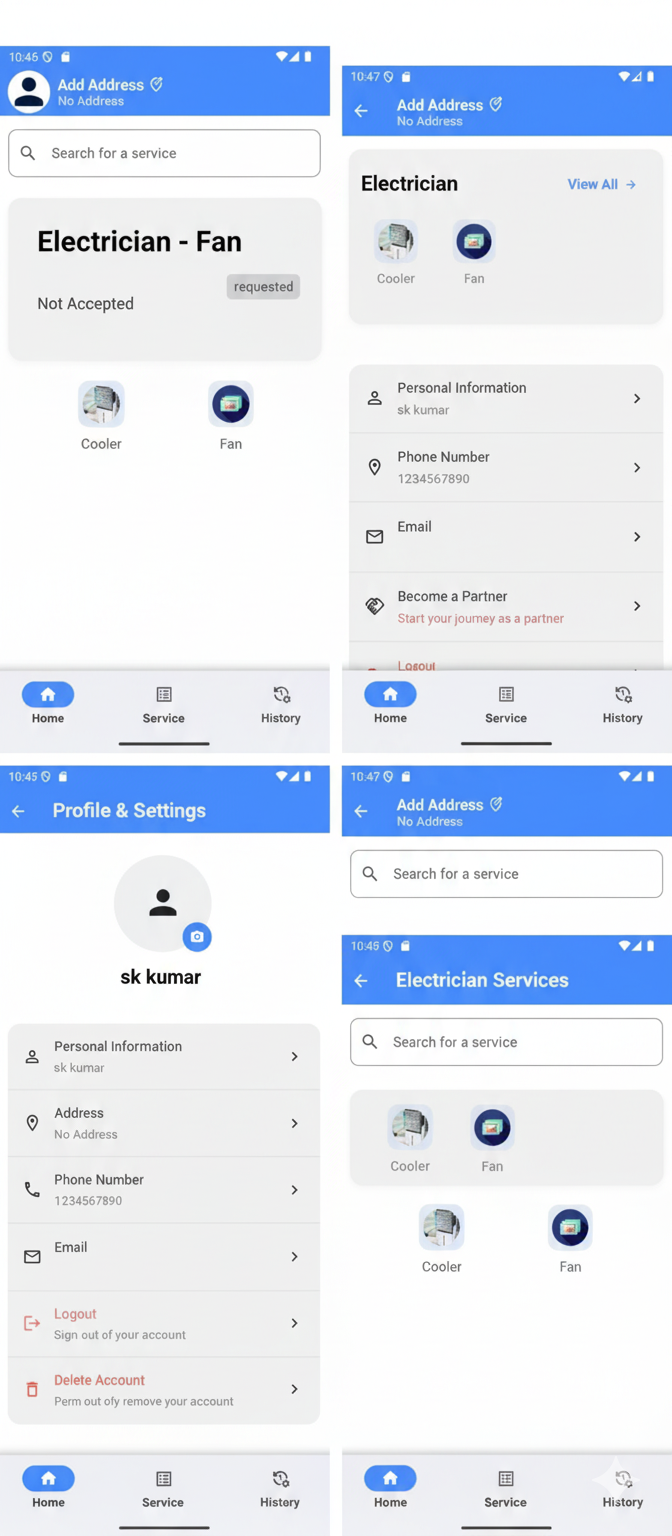 10:46
Add Address
No Address
Search for a service
Electrician - Fan
requested
Not Accepted
Cooler
Fan
Home
Service
History
10:47
Add Address
No Address
Electrician
View All
Cooler
Fan
Personal Information
sk kumar
Phone Number
1234567890
Email
Become a Partner
Start your journey as a partner
Logout
Home
Service
History
10:45
Profile & Settings
sk kumar
Personal Information
sk kumar
Address
No Address
Phone Number
1234567890
Email
Logout
Sign out of your account
Delete Account
Perm out ofy remove your account
Home
Service
History
10:47
Add Address
No Address
Search for a service
10:45
Electrician Services
Search for a service
Cooler
Fan
Cooler
Fan
Home
Service
History